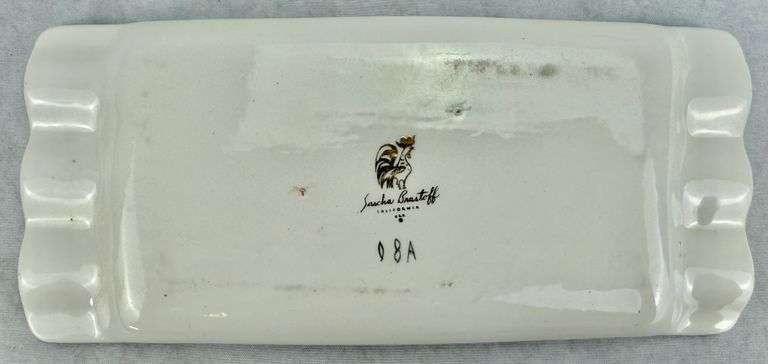 Sascha Brastoff
CALIFORNIA
U.S.A.
®
08A